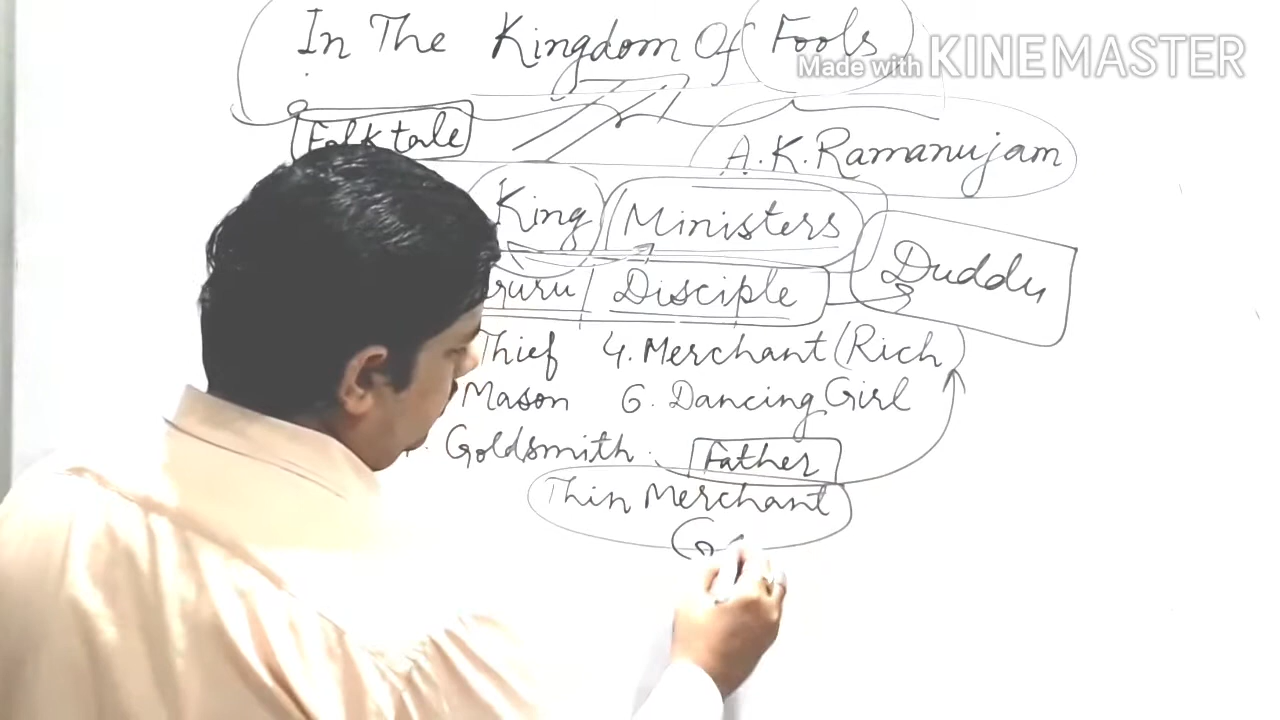 In The Kingdom Of Fools
Made with KINEMASTER
Folktale
A.K.Ramanujam
King Ministers
Duddu
Disciple
Thief 4. Merchant (Rich)
Mason 6. Dancing Girl
Goldsmith. Father
Thin Merchant